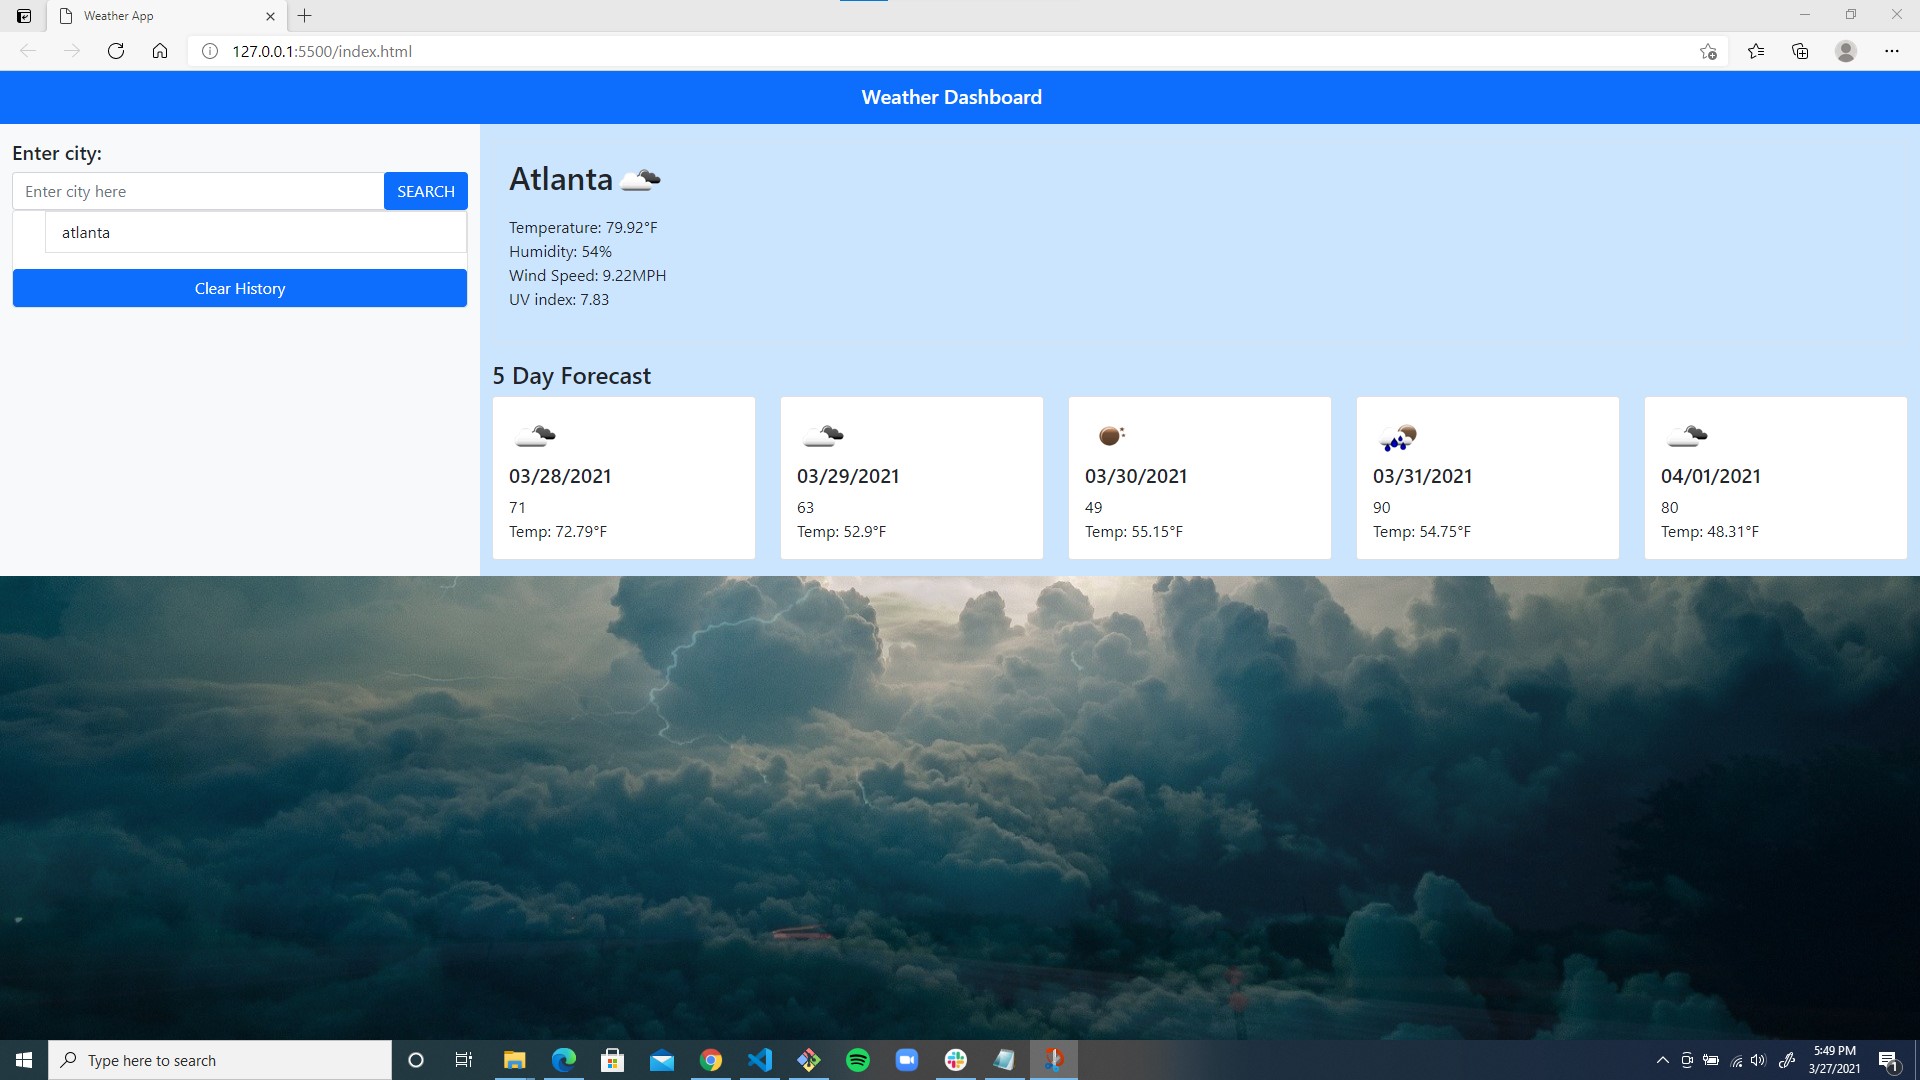 Weather App
127.0.0.1:5500/index.html
Weather Dashboard
Enter city:
Enter city here
SEARCH
atlanta
Clear History
Atlanta
Temperature: 79.92°F
Humidity: 54%
Wind Speed: 9.22MPH
UV index: 7.83
5 Day Forecast
03/28/2021
71
Temp: 72.79°F
03/29/2021
63
Temp: 52.9°F
03/30/2021
49
Temp: 55.15°F
03/31/2021
90
Temp: 54.75°F
04/01/2021
80
Temp: 48.31°F
Type here to search
5:49 PM
3/27/2021
1